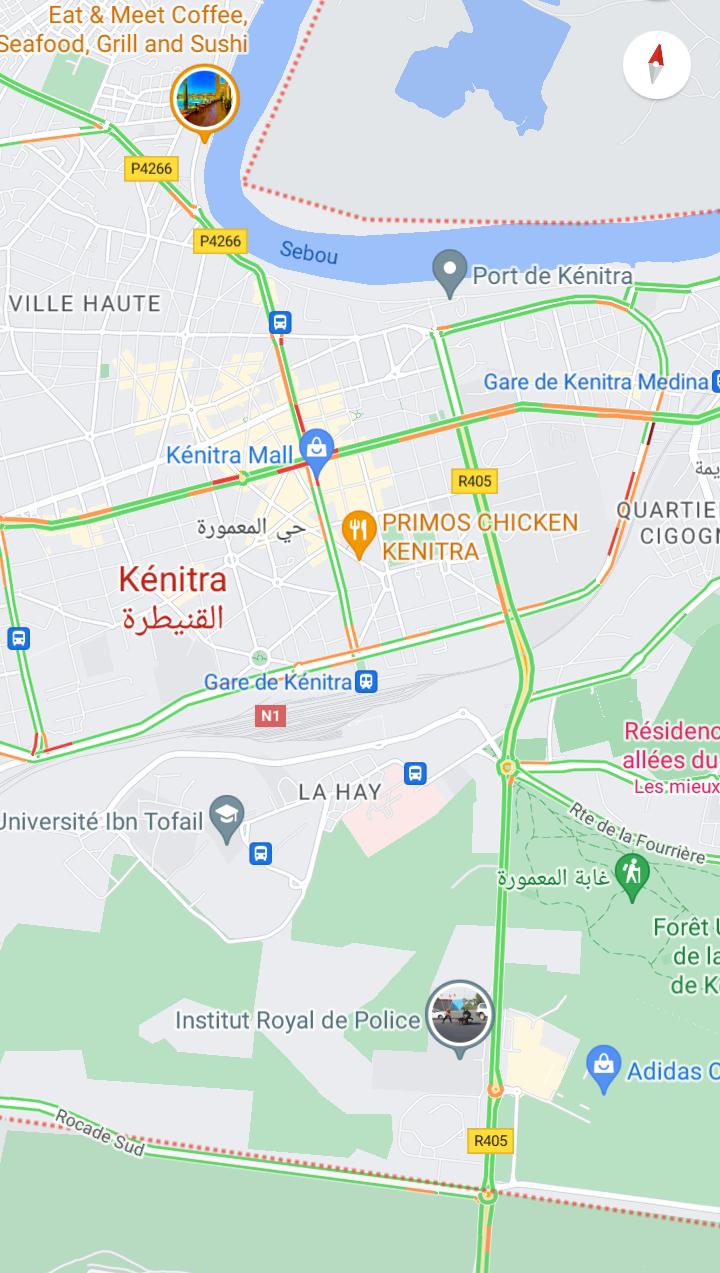 Eat & Meet Coffee,
Seafood, Grill and Sushi
P4266
P4266
Sebou
Port de Kénitra
VILLE HAUTE
Gare de Kenitra Medina
Kénitra Mall
R405
QUARTIE
CIGOGN
حي المعمورة
PRIMOS CHICKEN
KENITRA
Kénitra
القنيطرة
Gare de Kénitra
N1
Résidenc
allées du
Les mieux
LA HAY
Université Ibn Tofail
Rte de la Fourrière
غابة المعمورة
Forêt U
de la
de Ké
Institut Royal de Police
Adidas O
Rocade Sud
R405